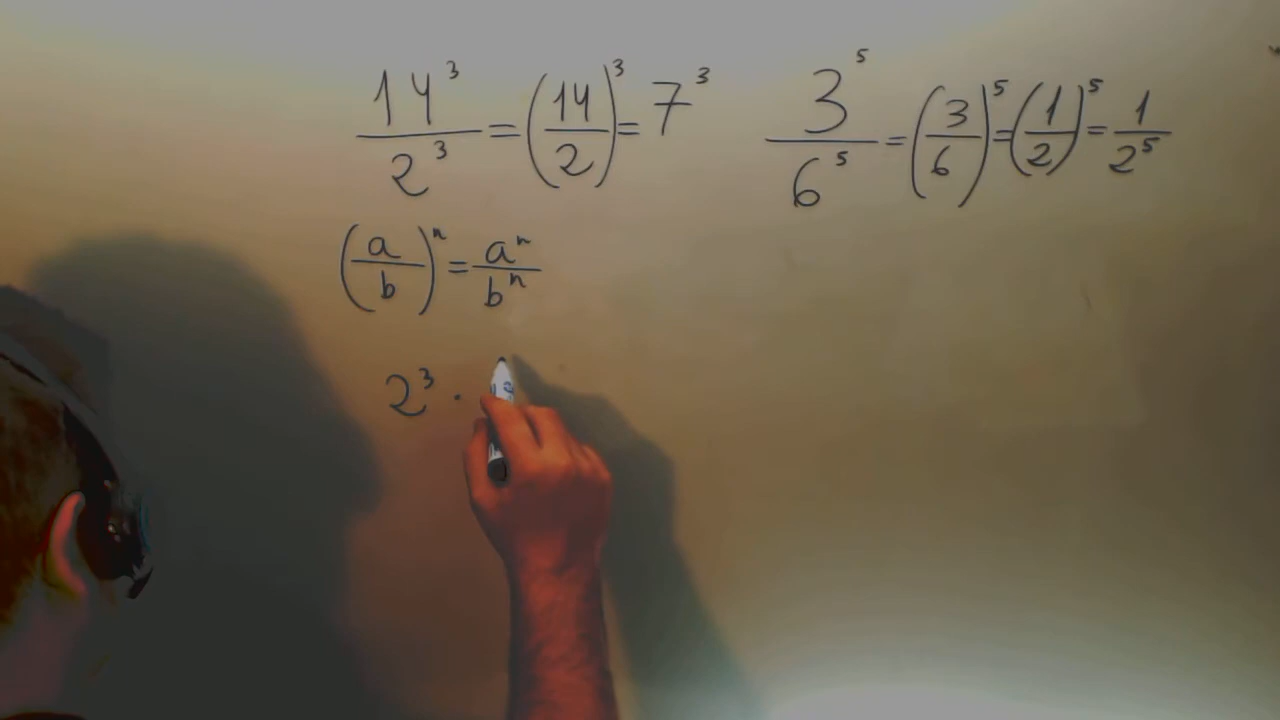 14³/2³ = (14/2)³ = 7³    3⁵/6⁵ = (3/6)⁵ = (1/2)⁵ = 1/2⁵
(a/b)ⁿ = aⁿ/bⁿ
2³ ·